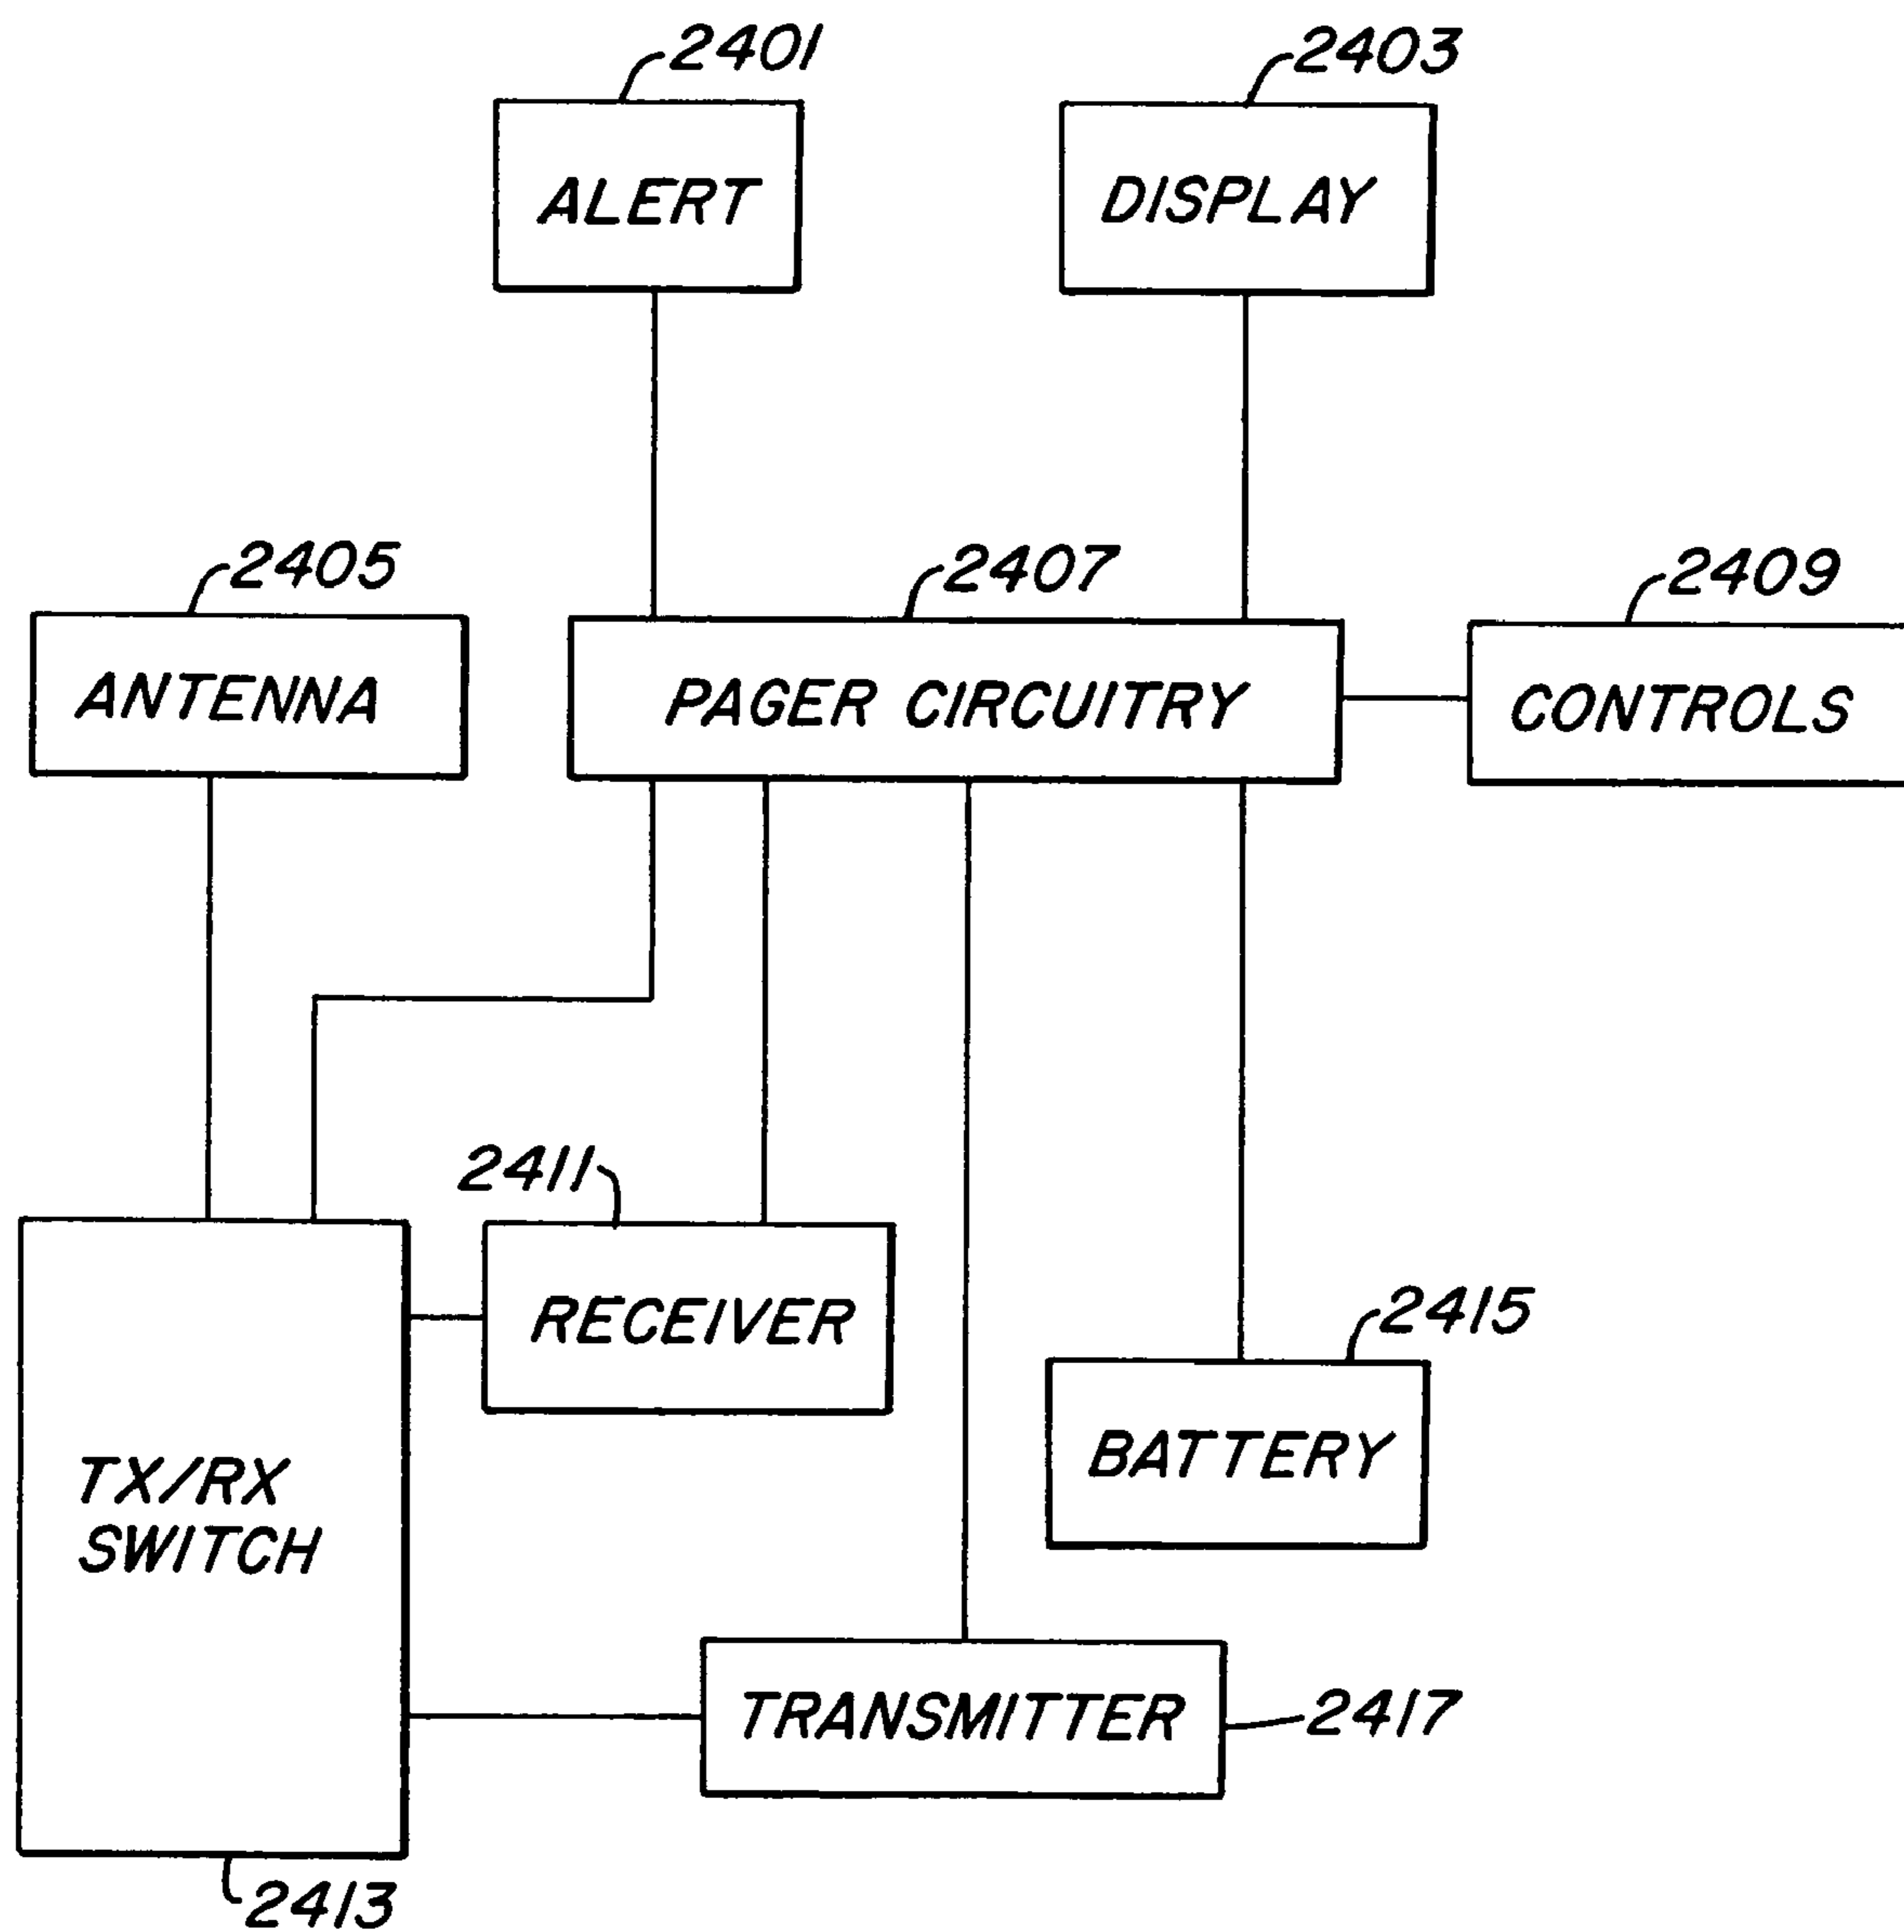 2401
2403
ALERT
DISPLAY
2405
2407
2409
ANTENNA
PAGER CIRCUITRY
CONTROLS
2411
RECEIVER
2415
BATTERY
TX/RX
SWITCH
TRANSMITTER
2417
2413